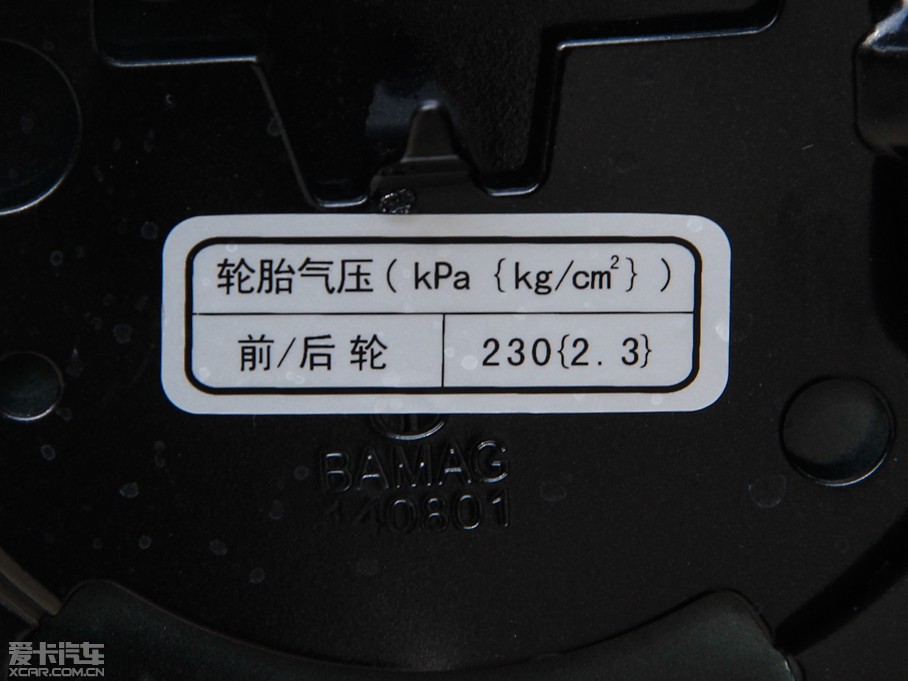 轮胎气压(kPa{kg/cm²})
前/后轮 230{2.3}
BAMAG
140801
爱卡汽车
XCAR.COM.CN